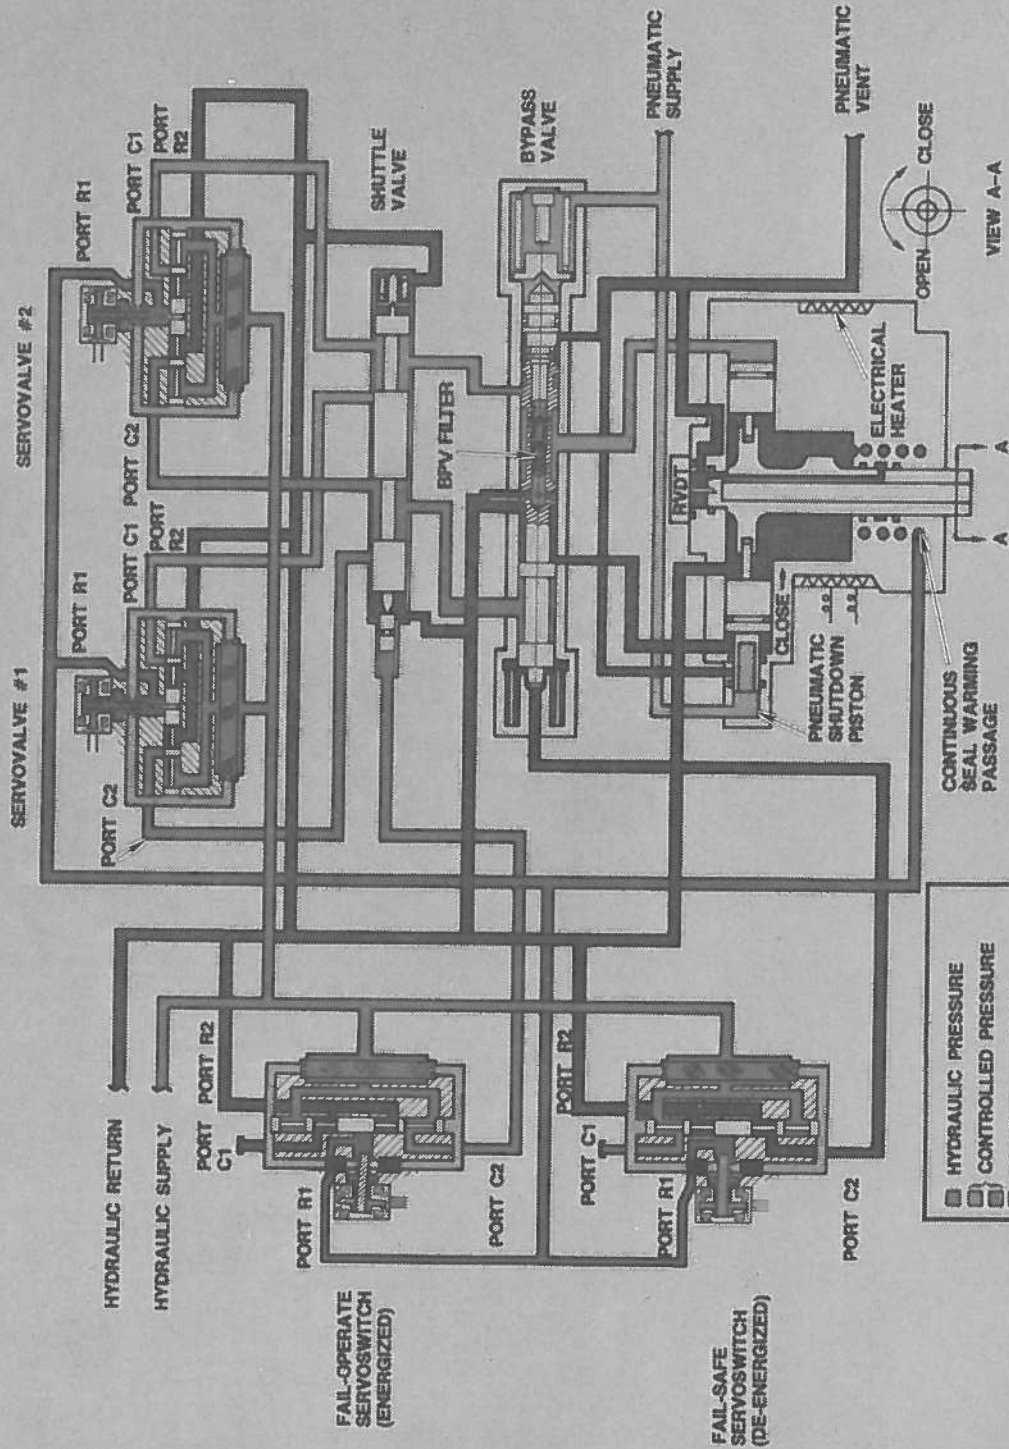 SERVOVALVE #1
SERVOVALVE #2
PORT R1
PORT R1
PORT C2
PORT C1
PORT
R2
PORT C2
PORT C1
PORT
R2
HYDRAULIC RETURN
HYDRAULIC SUPPLY
SHUTTLE
VALVE
BPV FILTER
BYPASS
VALVE
PORT R2
PORT
C1
PORT R1
PORT C2
FAIL-OPERATE
SERVOSWITCH
(ENERGIZED)
PORT R2
PORT C1
PORT R1
PORT C2
FAIL-SAFE
SERVOSWITCH
(DE-ENERGIZED)
PNEUMATIC
SUPPLY
PNEUMATIC
VENT
RVDT
CLOSE
PNEUMATIC
SHUTDOWN
PISTON
ELECTRICAL
HEATER
CONTINUOUS
SEAL WARMING
PASSAGE
A
A
OPEN
CLOSE
VIEW A-A
HYDRAULIC PRESSURE
CONTROLLED PRESSURE